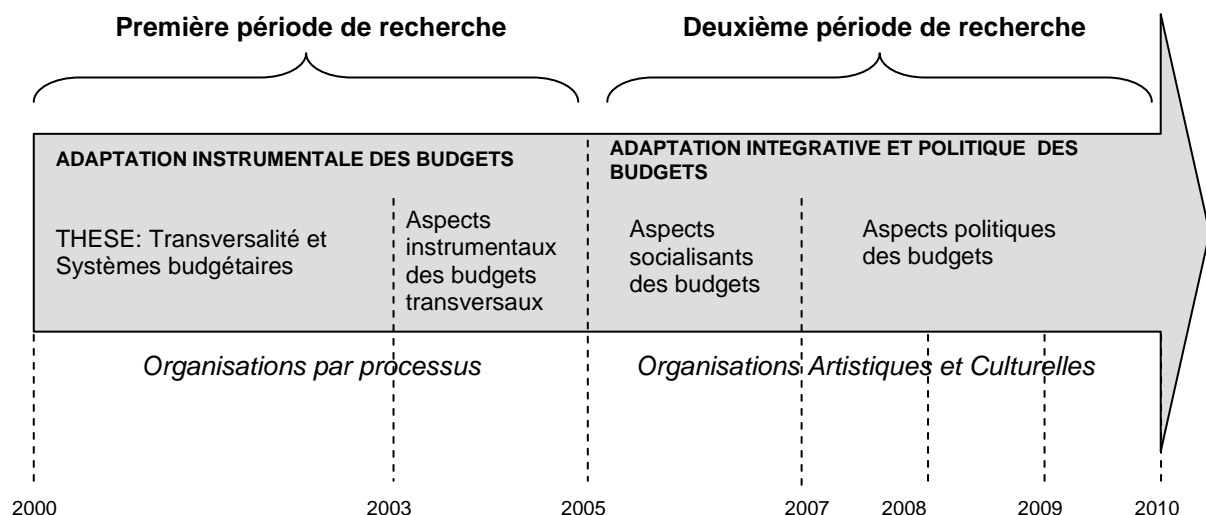 Première période de recherche
Deuxième période de recherche
ADAPTATION INSTRUMENTALE DES BUDGETS
ADAPTATION INTEGRATIVE ET POLITIQUE DES
BUDGETS
THESE: Transversalité et
Systèmes budgétaires
Aspects
instrumentaux
des budgets
transversaux
Aspects
socialisants
des budgets
Aspects politiques
des budgets
Organisations par processus
Organisations Artistiques et Culturelles
2000
2003
2005
2007
2008
2009
2010